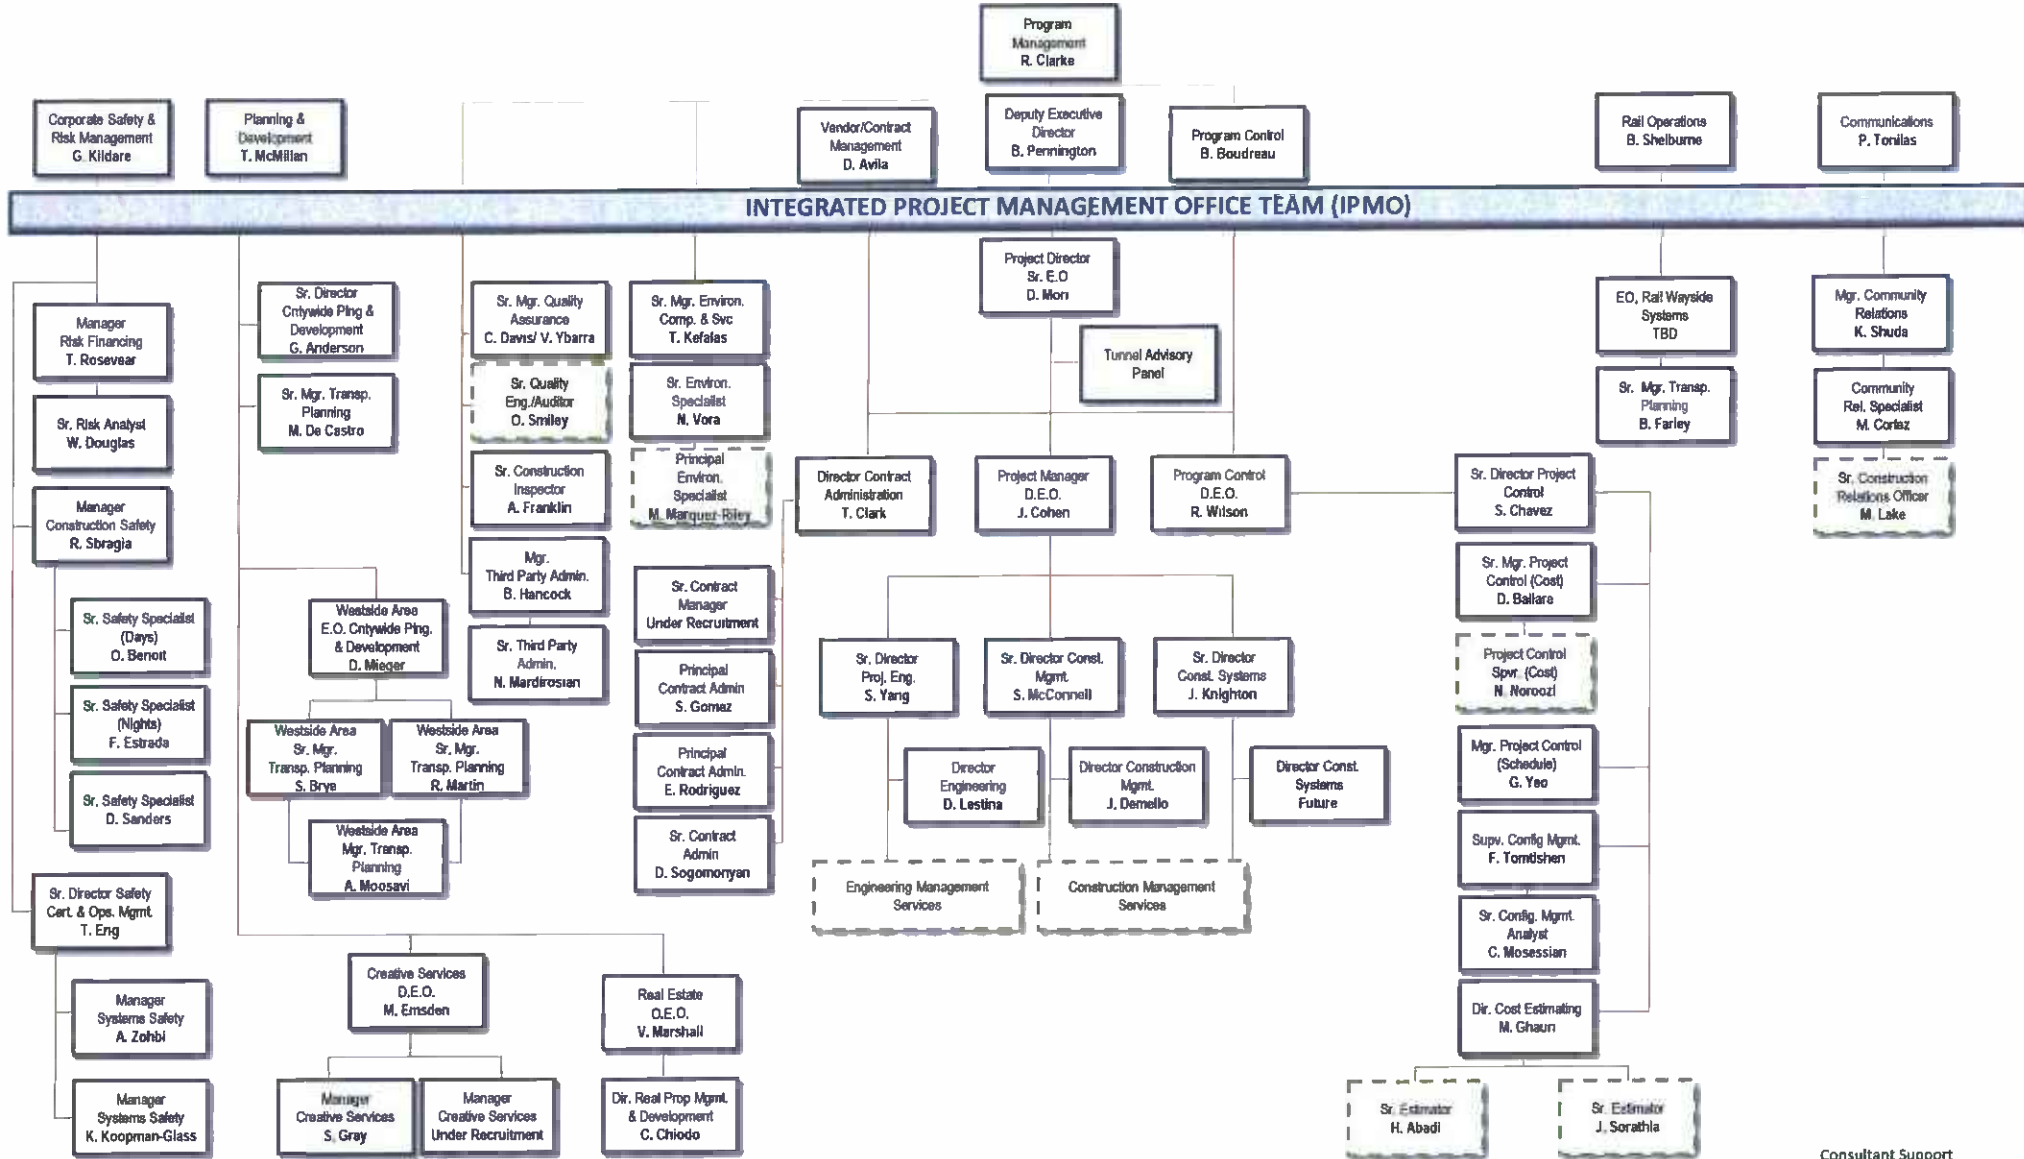 Program
Management
R. Clarke
Corporate Safety &
Risk Management
G. Kildare
Planning &
Development
T. McMillan
Vendor/Contract
Management
D. Avila
Deputy Executive
Director
B. Pennington
Program Control
B. Boudreau
Rail Operations
B. Shelburne
Communications
P. Tonilas
INTEGRATED PROJECT MANAGEMENT OFFICE TEAM (IPMO)
Manager
Risk Financing
T. Rosevear
Sr. Risk Analyst
W. Douglas
Manager
Construction Safety
R. Sbragia
Sr. Safety Specialist
(Days)
O. Benoit
Sr. Safety Specialist
(Nights)
F. Estrada
Sr. Safety Specialist
D. Sanders
Sr. Director Safety
Cert. & Ops. Mgmt.
T. Eng
Manager
Systems Safety
A. Zohbi
Manager
Systems Safety
K. Koopman-Glass
Sr. Director
Cntywide Plng &
Development
G. Anderson
Sr. Mgr. Transp.
Planning
M. De Castro
Westside Area
E.O. Cntywide Plng.
& Development
D. Mieger
Westside Area
Sr. Mgr.
Transp. Planning
S. Brye
Westside Area
Sr. Mgr.
Transp. Planning
R. Martin
Westside Area
Mgr. Transp.
Planning
A. Moosavi
Creative Services
D.E.O.
M. Emsden
Manager
Creative Services
S. Gray
Manager
Creative Services
Under Recruitment
Real Estate
D.E.O.
V. Marshall
Dir. Real Prop Mgmt.
& Development
C. Chiodo
Sr. Mgr. Quality
Assurance
C. Davis/ V. Ybarra
Sr. Quality
Eng./Auditor
O. Smiley
Sr. Construction
Inspector
A. Franklin
Mgr.
Third Party Admin.
B. Hancock
Sr. Third Party
Admin.
N. Mardirosian
Sr. Mgr. Environ.
Comp. & Svc
T. Kefalas
Sr. Environ.
Specialist
N. Vora
Principal
Environ.
Specialist
M. Marquez-Riley
Sr. Contract
Manager
Under Recruitment
Principal
Contract Admin
S. Gomez
Principal
Contract Admin.
E. Rodriguez
Sr. Contract
Admin
D. Sogomonyan
Project Director
Sr. E.O
D. Mori
Tunnel Advisory
Panel
Director Contract
Administration
T. Clark
Project Manager
D.E.O.
J. Cohen
Program Control
D.E.O.
R. Wilson
Sr. Director
Proj. Eng.
S. Yang
Sr. Director Const.
Mgmt.
S. McConnell
Sr. Director
Const. Systems
J. Knighton
Director
Engineering
D. Lestina
Director Construction
Mgmt.
J. Demello
Director Const.
Systems
Future
Engineering Management
Services
Construction Management
Services
Sr. Director Project
Control
S. Chavez
Sr. Mgr. Project
Control (Cost)
D. Ballare
Project Control
Spvr. (Cost)
N. Noroozi
Mgr. Project Control
(Schedule)
G. Yeo
Supv. Config Mgmt.
F. Tomtishen
Sr. Config. Mgmt.
Analyst
C. Mosessian
Dir. Cost Estimating
M. Ghauri
Sr. Estimator
H. Abadi
Sr. Estimator
J. Sorathia
EO, Rail Wayside
Systems
TBD
Sr. Mgr. Transp.
Planning
B. Farley
Mgr. Community
Relations
K. Shuda
Community
Rel. Specialist
M. Cortez
Sr. Construction
Relations Officer
M. Lake
Consultant Support